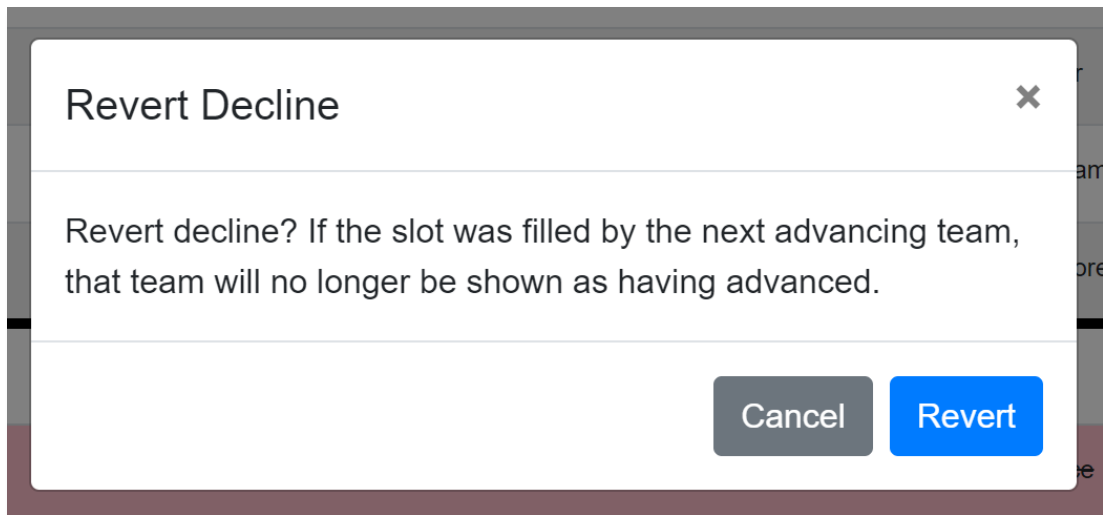 Revert Decline
×
Revert decline? If the slot was filled by the next advancing team,
that team will no longer be shown as having advanced.
Cancel Revert